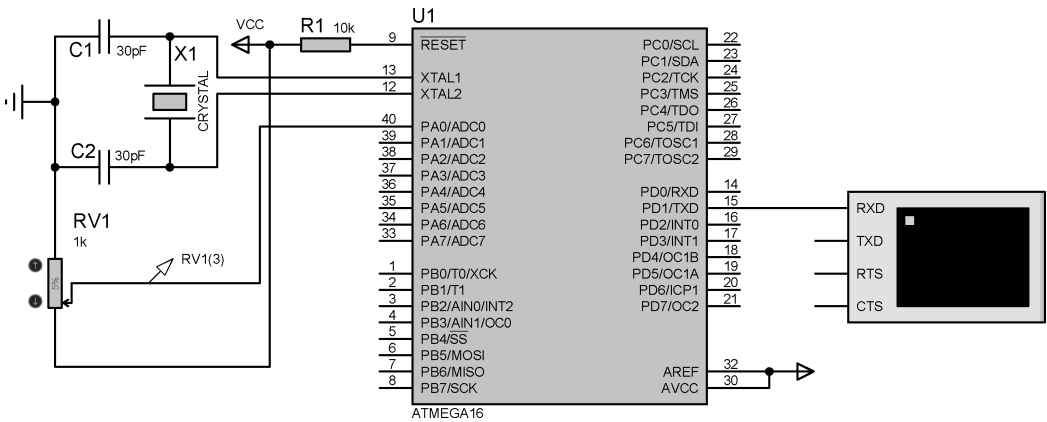 U1
VCC
R1 10k
C1 30pF
X1
CRYSTAL
C2 30pF
RV1
1k
5%
RV1(3)
9 RESET
13 XTAL1
12 XTAL2
40 PA0/ADC0
39 PA1/ADC1
38 PA2/ADC2
37 PA3/ADC3
36 PA4/ADC4
35 PA5/ADC5
34 PA6/ADC6
33 PA7/ADC7
1 PB0/T0/XCK
2 PB1/T1
3 PB2/AIN0/INT2
4 PB3/AIN1/OC0
5 PB4/SS
6 PB5/MOSI
7 PB6/MISO
8 PB7/SCK
PC0/SCL 22
PC1/SDA 23
PC2/TCK 24
PC3/TMS 25
PC4/TDO 26
PC5/TDI 27
PC6/TOSC1 28
PC7/TOSC2 29
PD0/RXD 14
PD1/TXD 15
PD2/INT0 16
PD3/INT1 17
PD4/OC1B 18
PD5/OC1A 19
PD6/ICP1 20
PD7/OC2 21
AREF 32
AVCC 30
ATMEGA16
RXD
TXD
RTS
CTS